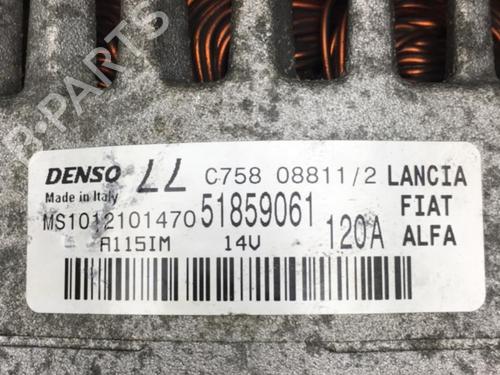 B-PARTS
DENSO LL C758 08811/2 LANCIA
Made in Italy
MS1012101470 51859061 FIAT
A115IM 14V 120A ALFA